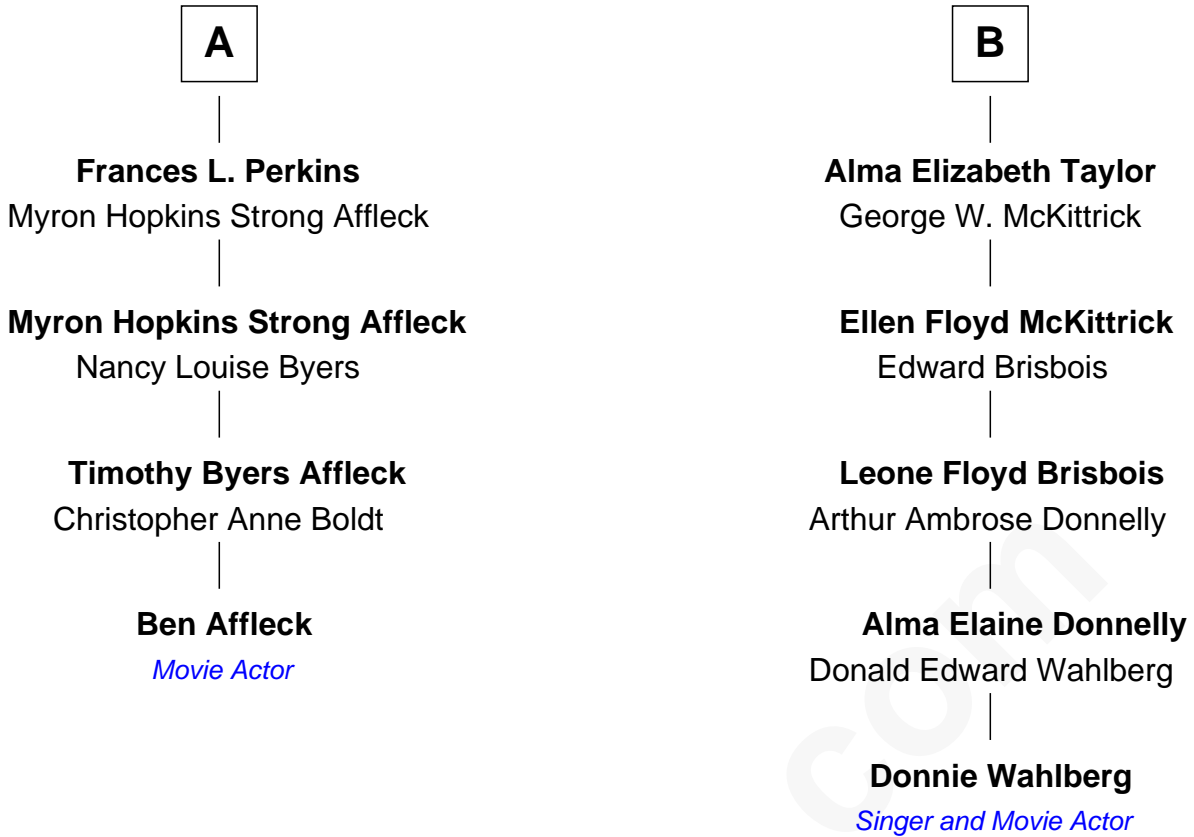 A
Frances L. Perkins
Myron Hopkins Strong Affleck
Myron Hopkins Strong Affleck
Nancy Louise Byers
Timothy Byers Affleck
Christopher Anne Boldt
Ben Affleck
Movie Actor
B
Alma Elizabeth Taylor
George W. McKittrick
Ellen Floyd McKittrick
Edward Brisbois
Leone Floyd Brisbois
Arthur Ambrose Donnelly
Alma Elaine Donnelly
Donald Edward Wahlberg
Donnie Wahlberg
Singer and Movie Actor
com